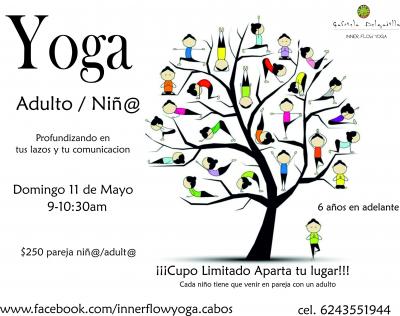 Yoga
Gabriela Delgadillo
INNER FLOW YOGA
Adulto / Niñ@
Profundizando en
tus lazos y tu comunicacion
Domingo 11 de Mayo
9-10:30am
6 años en adelante
$250 pareja niñ@/adult@
¡¡¡Cupo Limitado Aparta tu lugar!!!
Cada niño tiene que venir en pareja con un adulto
www.facebook.com/innerflowyoga.cabos
cel. 6243551944